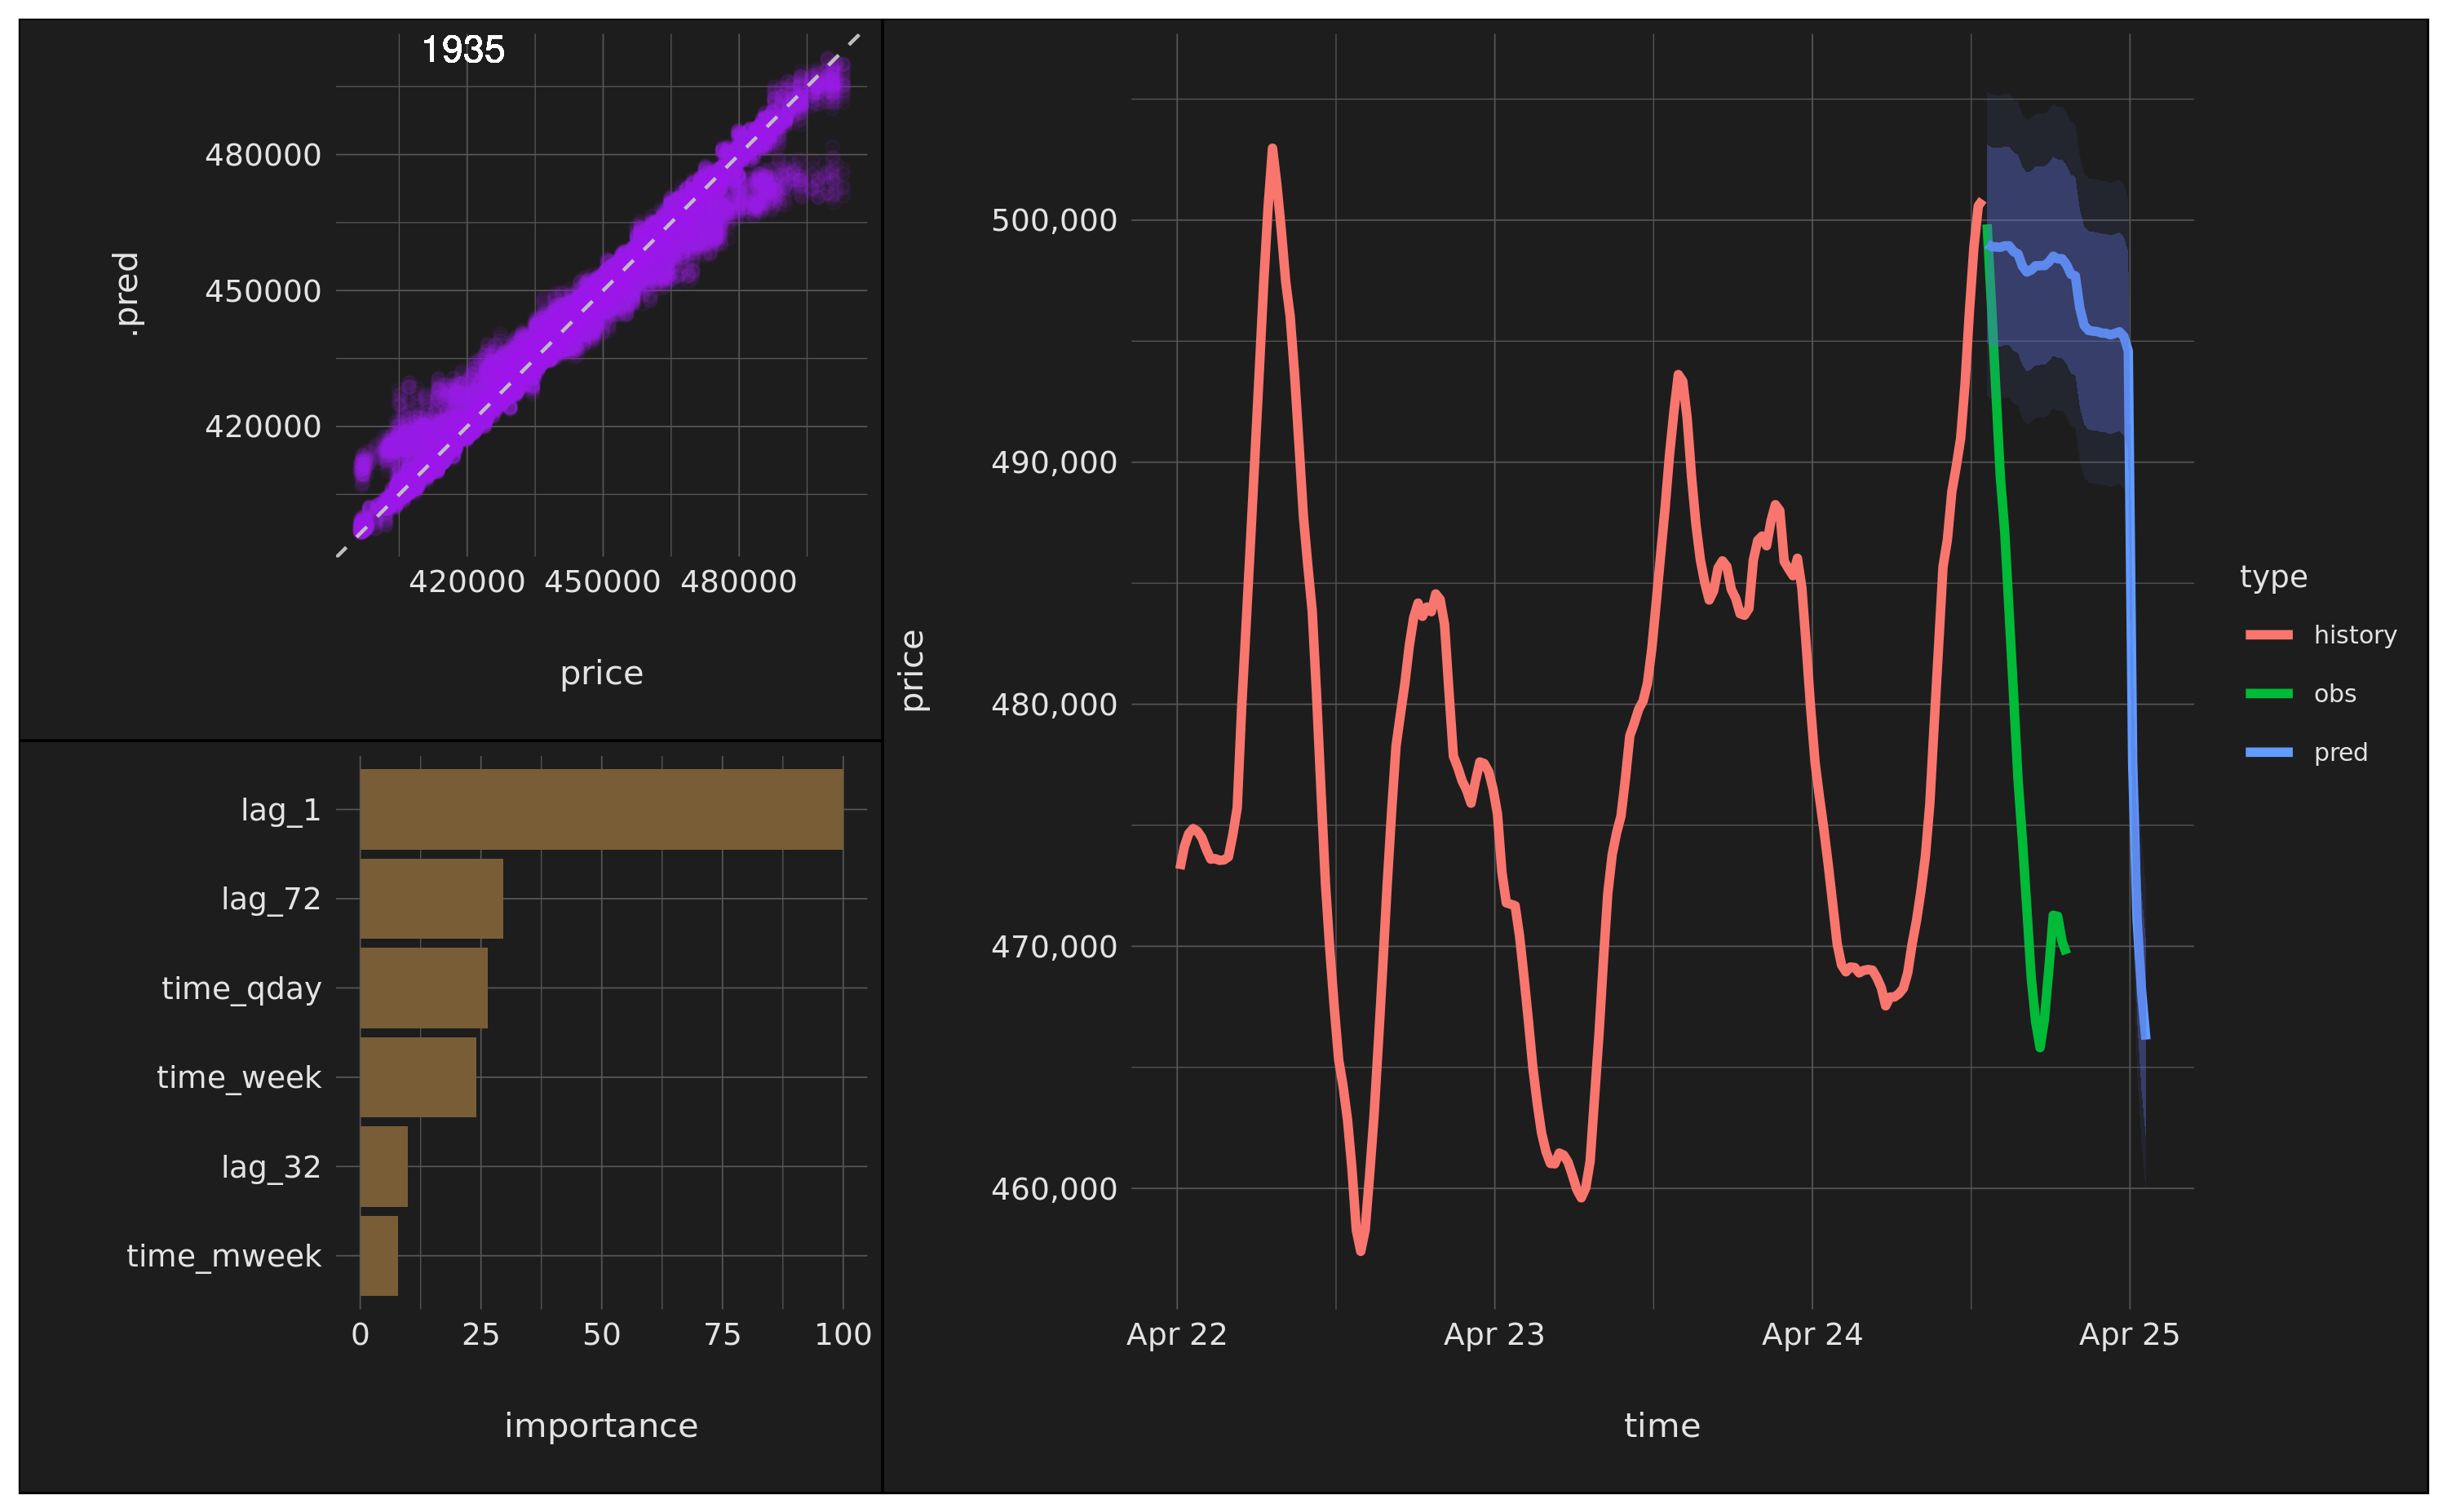 1935
.pred
480000
450000
420000
420000 450000 480000
price
lag_1
lag_72
time_qday
time_week
lag_32
time_mweek
0 25 50 75 100
importance
price
500,000
490,000
480,000
470,000
460,000
Apr 22 Apr 23 Apr 24 Apr 25
time
type
history
obs
pred